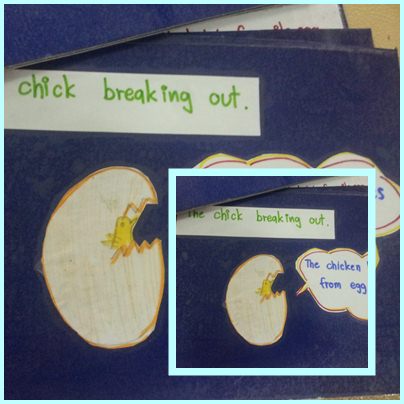 chick breaking out.
The chick breaking out.
The chicken
from egg